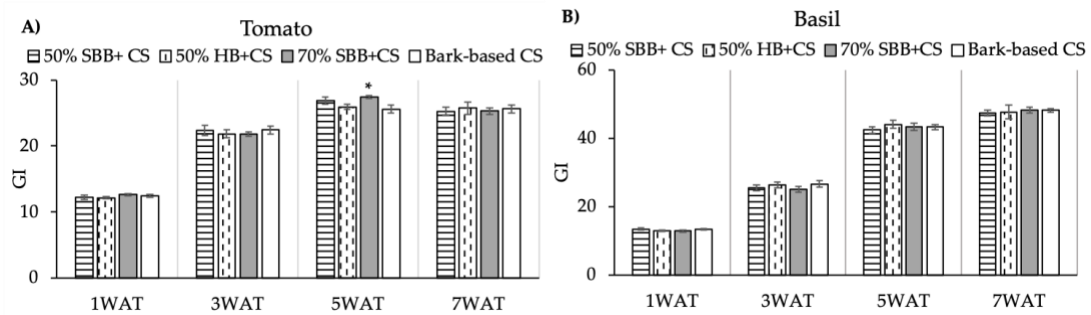 A)
Tomato
50% SBB+ CS 50% HB+CS 70% SBB+CS Bark-based CS
30
20
10
0
GI
*
1WAT 3WAT 5WAT 7WAT
B)
Basil
50% SBB+ CS 50% HB+CS 70% SBB+CS Bark-based CS
60
40
20
0
GI
1WAT 3WAT 5WAT 7WAT